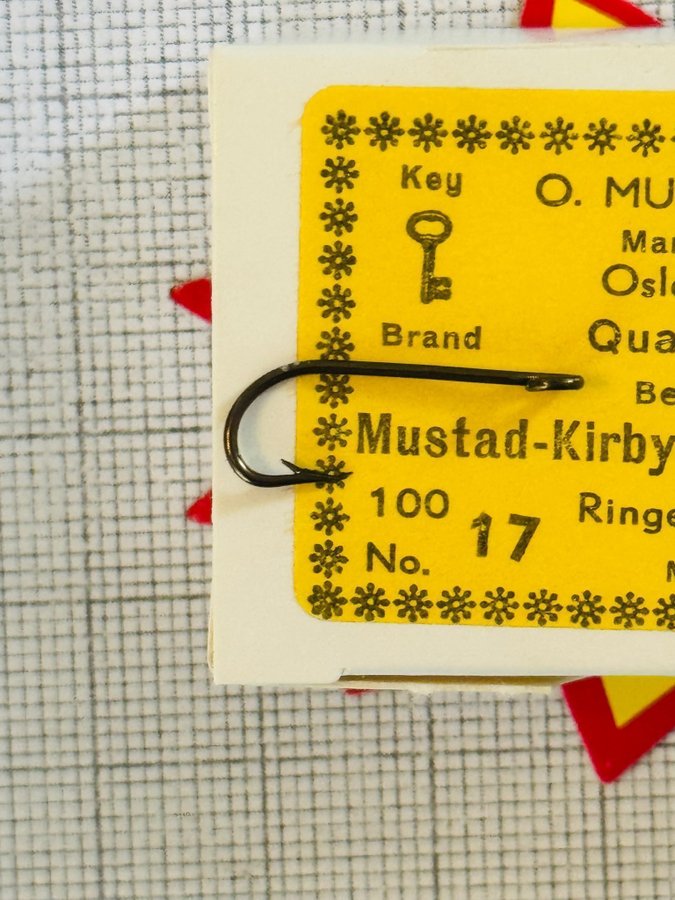 Key
O. MU
Mar
Oslo
Brand
Qua
Be
Mustad-Kirby
100
17
Ringe
No.
M